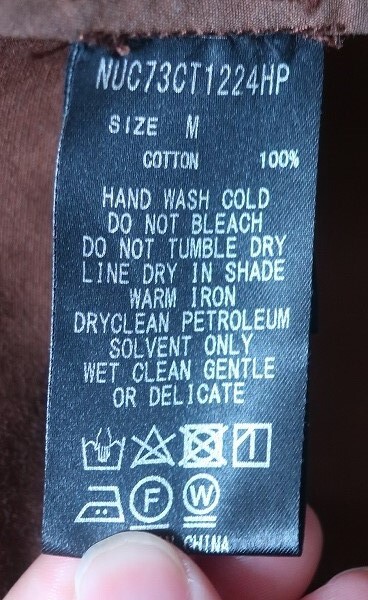 NUC73CT1224HP
SIZE M
COTTON 100%
HAND WASH COLD
DO NOT BLEACH
DO NOT TUMBLE DRY
LINE DRY IN SHADE
WARM IRON
DRYCLEAN PETROLEUM
SOLVENT ONLY
WET CLEAN GENTLE
OR DELICATE
F W
CHINA